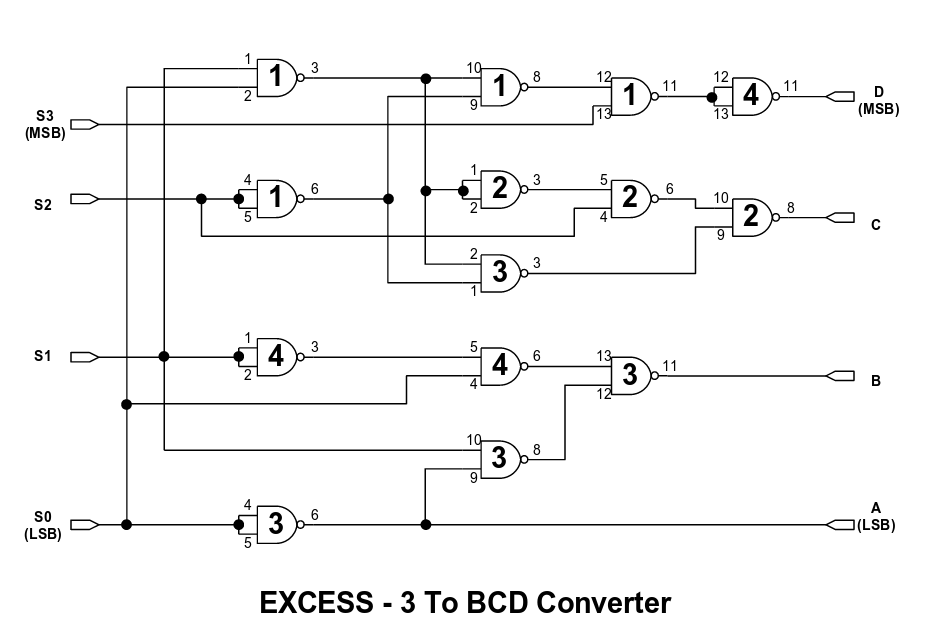 1 1 3
2
10 1 8
9
12 1 11
13
12 4 11
13
D
(MSB)
S3
(MSB)
S2
4 1 6
5
1 2 3
2
5 2 6
4
10 2 8
9
C
2 3 3
1
S1
1 4 3
2
5 4 6
4
13 3 11
12
B
10 3 8
9
S0
(LSB)
4 3 6
5
A
(LSB)
EXCESS - 3 To BCD Converter